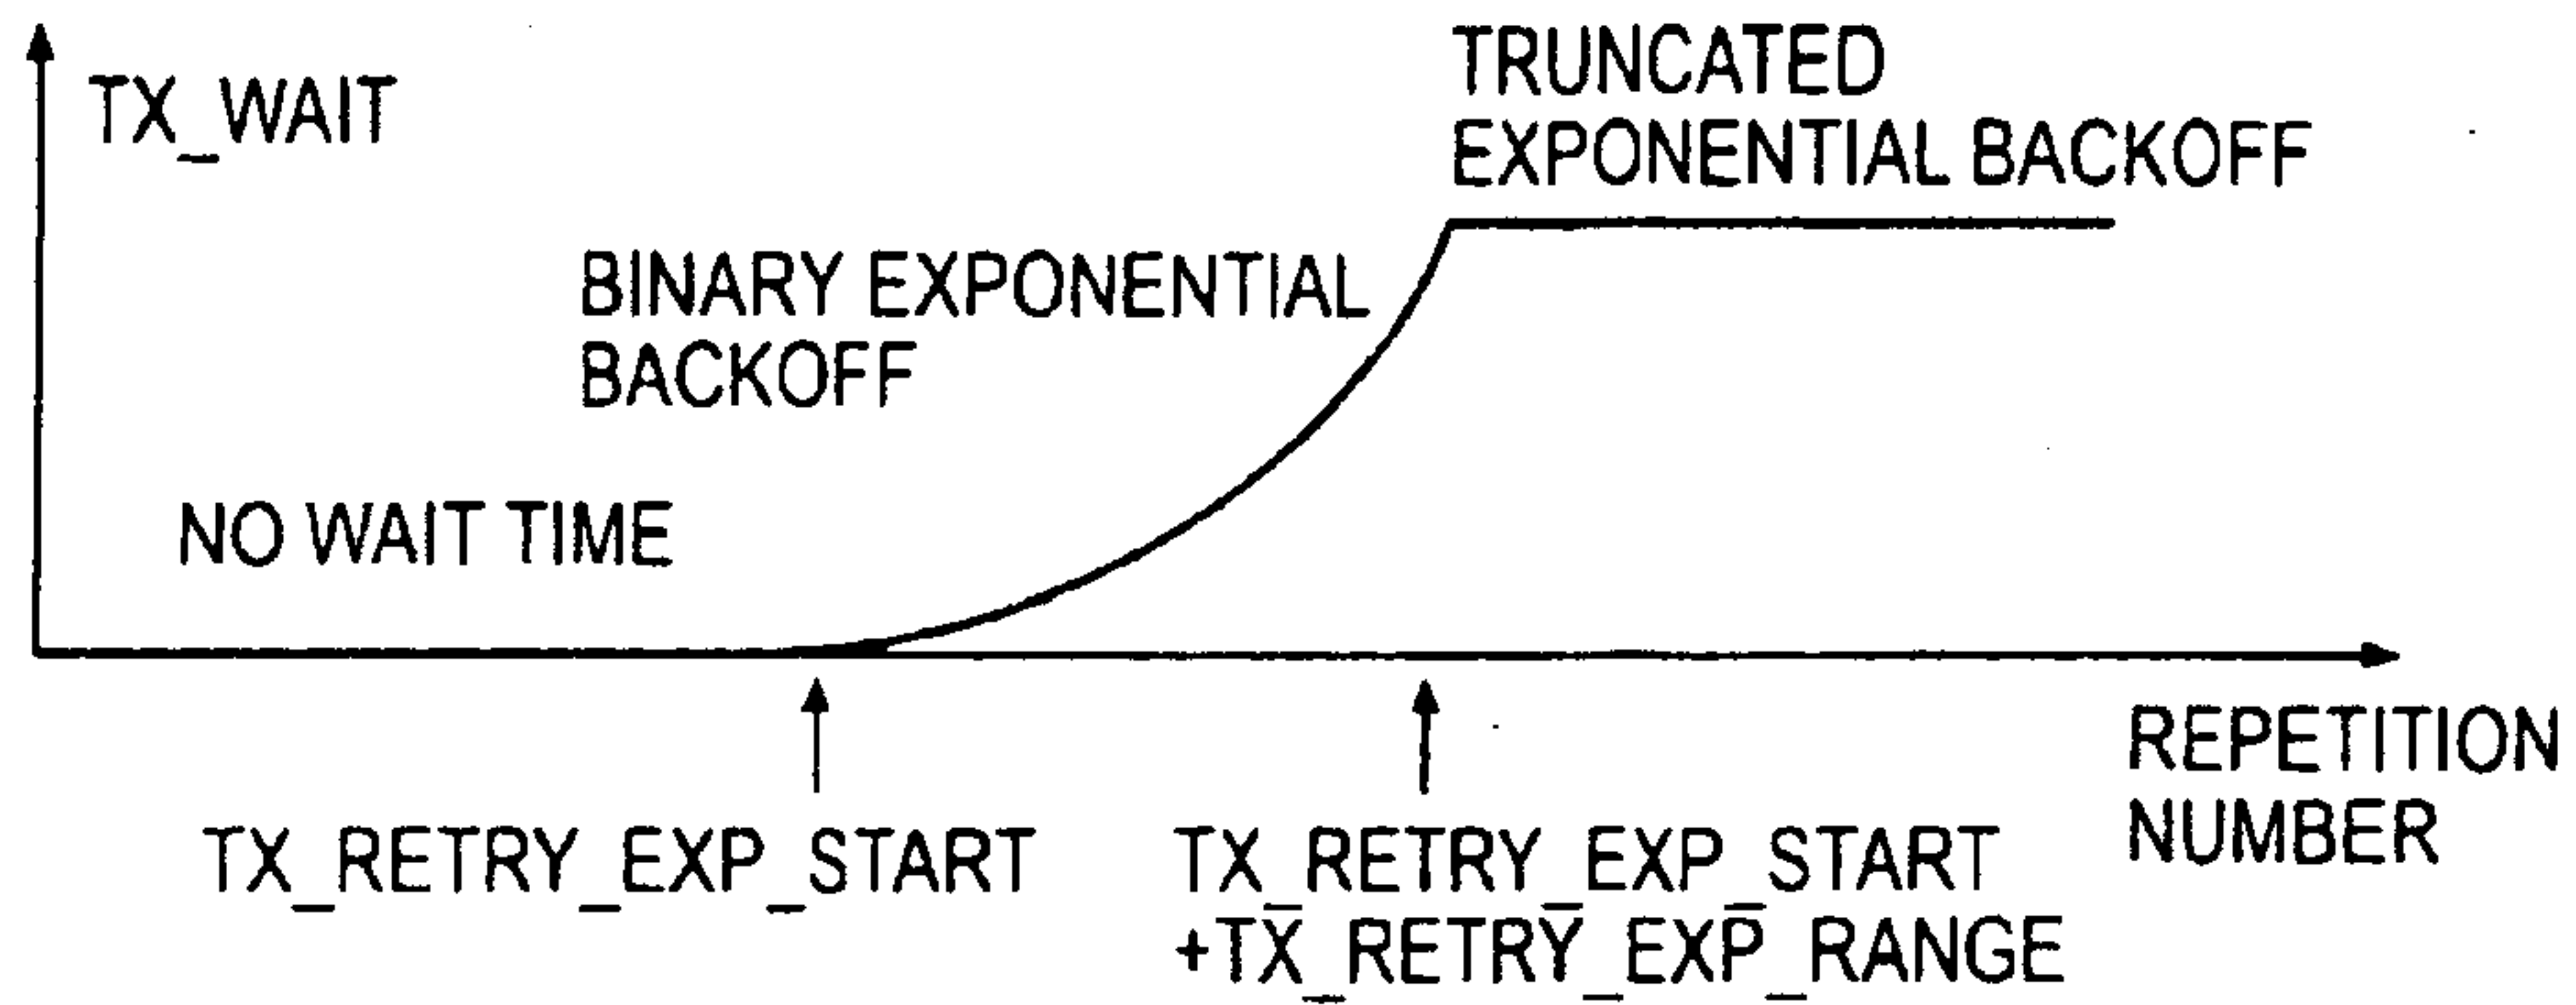 TX_WAIT
TRUNCATED
EXPONENTIAL BACKOFF
BINARY EXPONENTIAL
BACKOFF
NO WAIT TIME
TX_RETRY_EXP_START
TX_RETRY_EXP_START
+TX_RETRY_EXP_RANGE
REPETITION
NUMBER